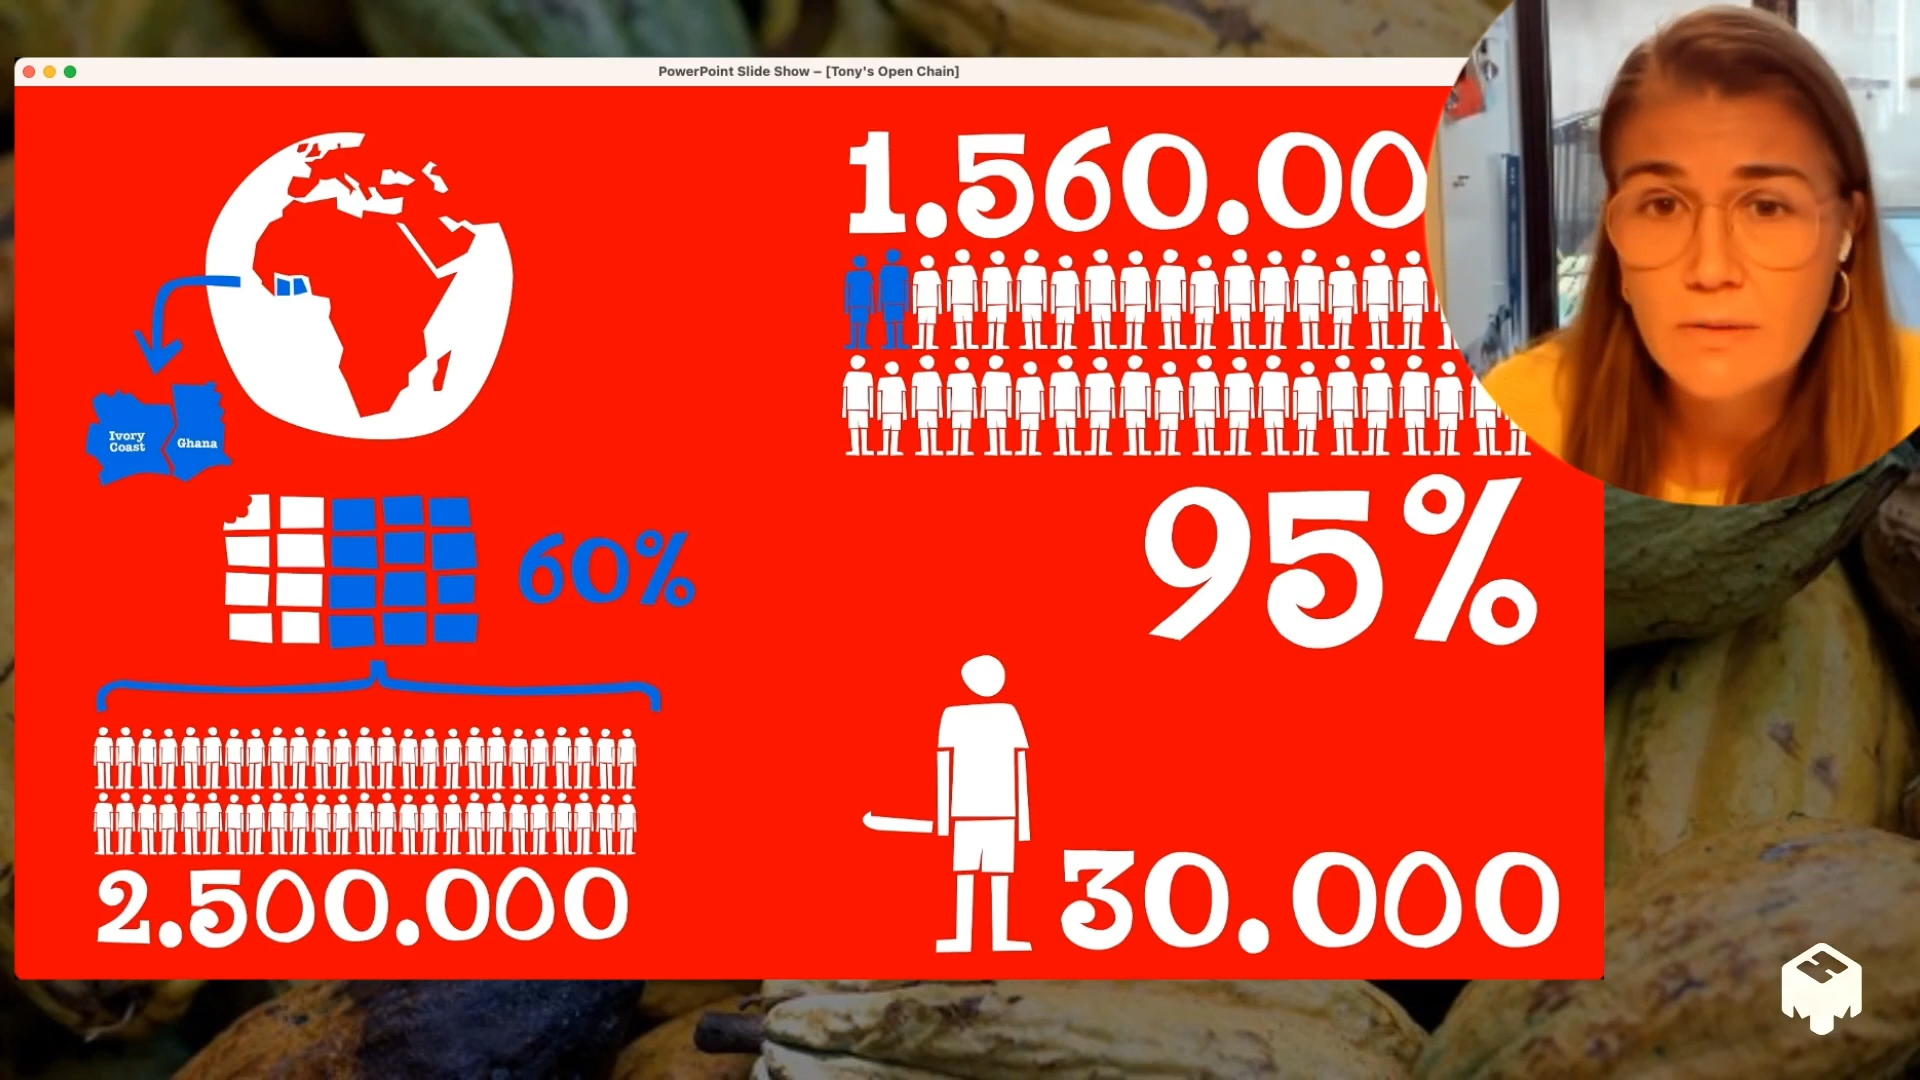 PowerPoint Slide Show – [Tony's Open Chain]
1.560.00
Ivory
Coast
Ghana
60%
95%
2.500.000
30.000